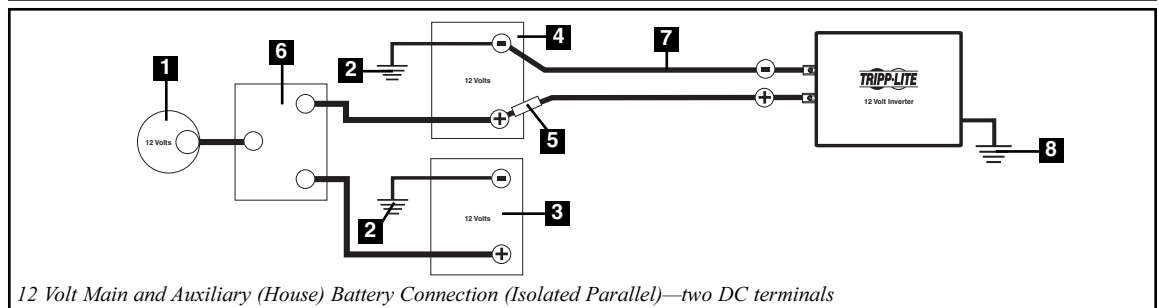 6
4
7
1
2
12 Volts
TRIPP·LITE
12 Volt Inverter
12 Volts
5
8
2
12 Volts
3
12 Volt Main and Auxiliary (House) Battery Connection (Isolated Parallel)—two DC terminals